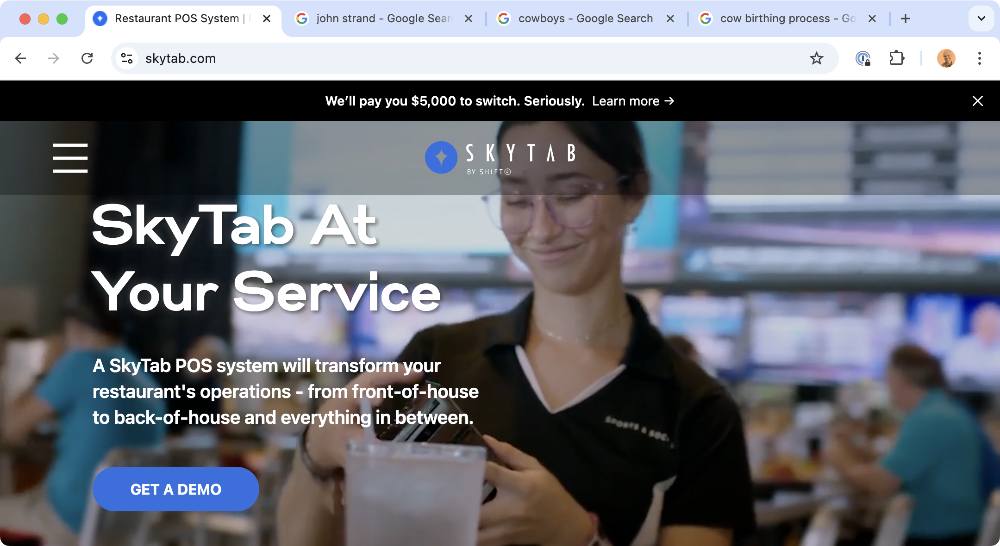 Restaurant POS System |
john strand - Google Sear
cowboys - Google Search
cow birthing process - Go
skytab.com
We'll pay you $5,000 to switch. Seriously. Learn more →
SKYTAB
BY SHIFT④
SkyTab At
Your Service
A SkyTab POS system will transform your
restaurant's operations - from front-of-house
to back-of-house and everything in between.
SPORTS & SOC
GET A DEMO